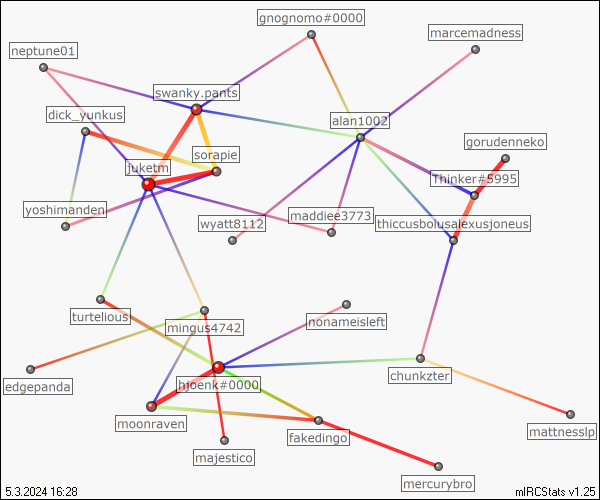 gnognomo#0000
marcemadness
neptune01
swanky.pants
dick_yunkus
alan1002
gorudenneko
sorapie
juketm
Thinker#5995
yoshimanden
wyatt8112
maddiee3773
thiccusbolusalexusjoneus
turtelious
mingus4742
nonameisleft
edgepanda
hjoenk#0000
chunkzter
moonraven
fakedingo
mattnesslp
majestico
mercurybro
5.3.2024 16:28
mIRCStats v1.25